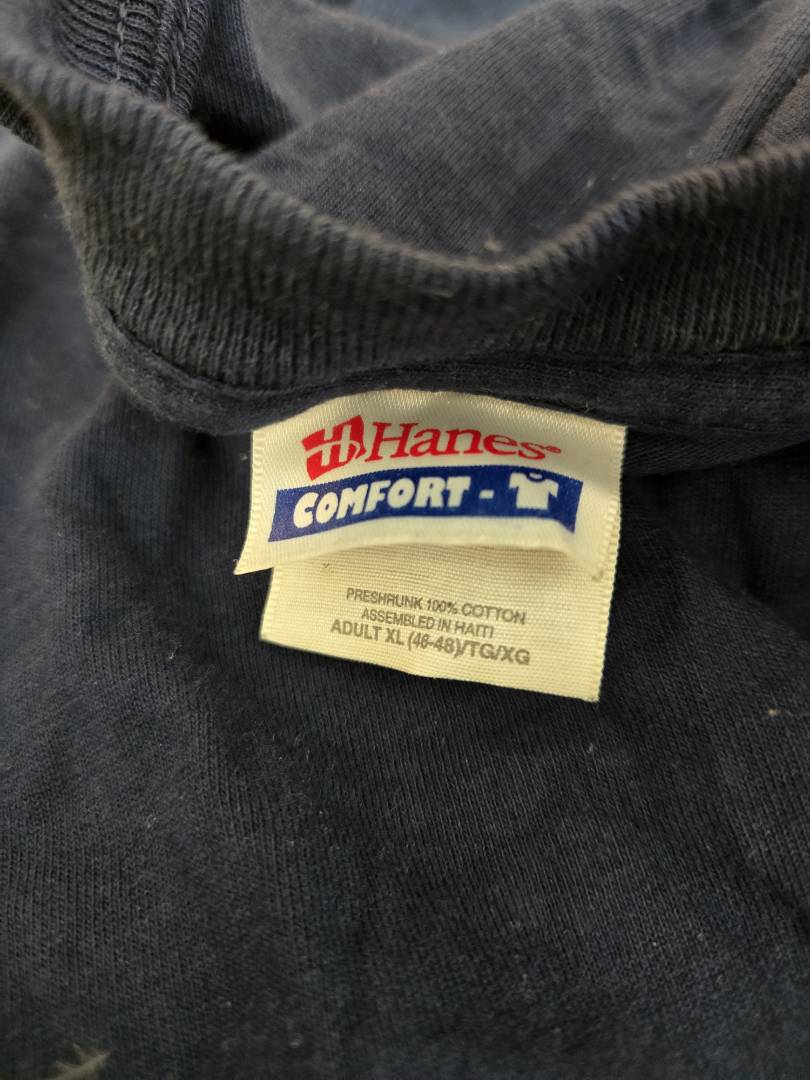 Hanes®
COMFORT -
PRESHRUNK 100% COTTON
ASSEMBLED IN HAITI
ADULT XL (46-48)/TG/XG